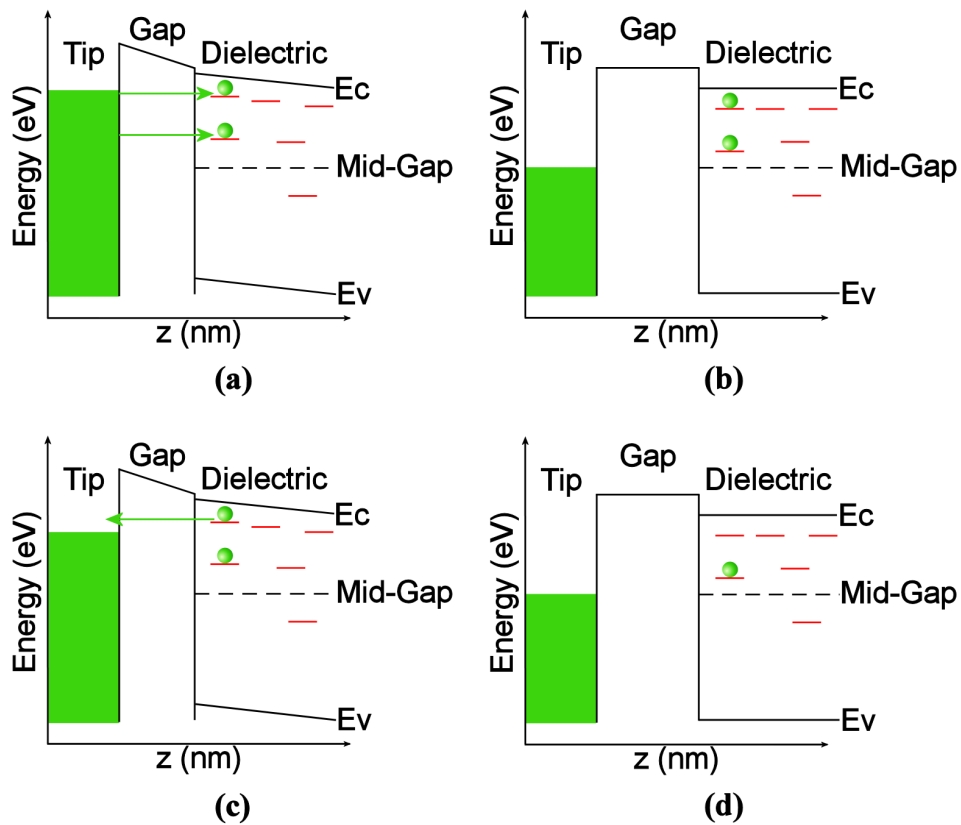 Gap
Tip
Dielectric
Ec
Mid-Gap
Ev
Energy (eV)
z (nm)
(a)
Gap
Tip
Dielectric
Ec
Mid-Gap
Ev
Energy (eV)
z (nm)
(b)
Gap
Tip
Dielectric
Ec
Mid-Gap
Ev
Energy (eV)
z (nm)
(c)
Gap
Tip
Dielectric
Ec
Mid-Gap
Ev
Energy (eV)
z (nm)
(d)